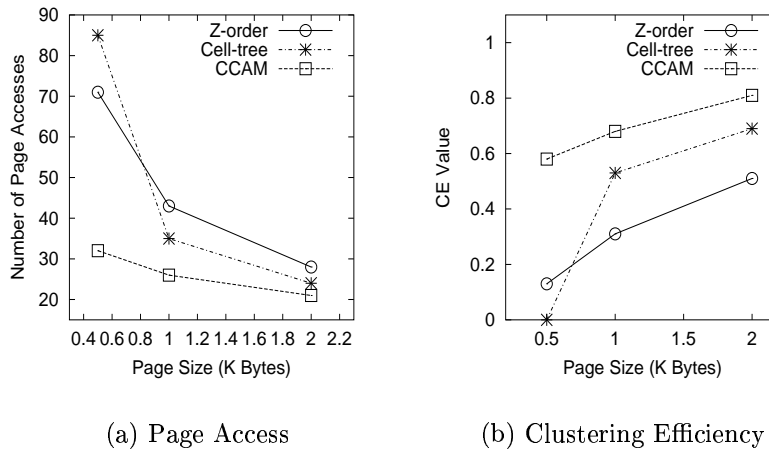 90
80
70
60
50
40
30
20
Number of Page Accesses
0.4 0.6 0.8 1 1.2 1.4 1.6 1.8 2 2.2
Page Size (K Bytes)
Z-order
Cell-tree
CCAM
(a) Page Access
1
0.8
0.6
0.4
0.2
0
CE Value
0.5 1 1.5 2
Page Size (K Bytes)
Z-order
Cell-tree
CCAM
(b) Clustering Efficiency